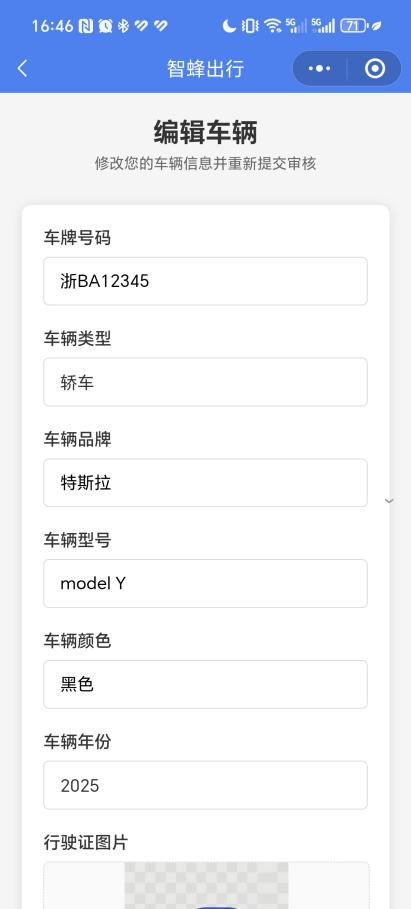 16:46
5G
5G
71
智蜂出行
编辑车辆
修改您的车辆信息并重新提交审核
车牌号码
浙BA12345
车辆类型
轿车
车辆品牌
特斯拉
车辆型号
model Y
车辆颜色
黑色
车辆年份
2025
行驶证图片